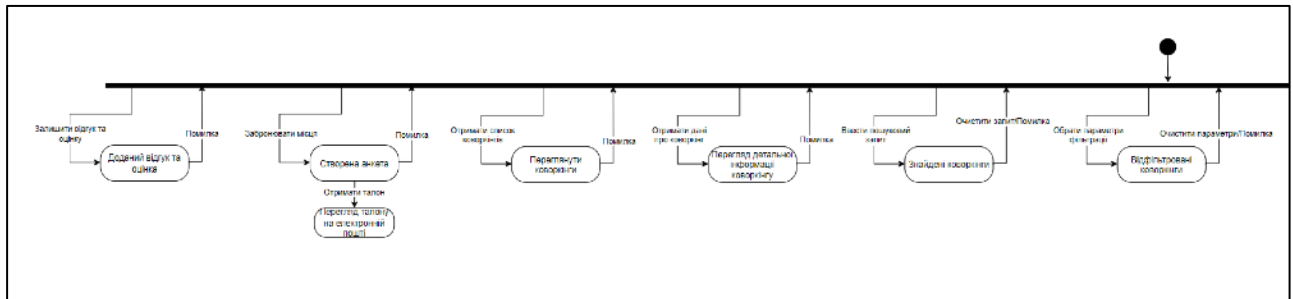 Залишити відгук та
оцінку
Помилка
Доданий відгук та
оцінка
Забронювати місця
Помилка
Створена анкета
Отримати талон
Перегляд талону
на електронній
пошті
Отримати список
коворкінгів
Помилка
Переглянути
коворкінги
Отримати дані
про коворкінг
Помилка
Перегляд детальної
інформації
коворкінгу
Ввести пошуковий
запит
Очистити запит/Помилка
Знайдені коворкінги
Обрати параметри
фільтрації
Очистити параметри/Помилка
Відфільтровані
коворкінги